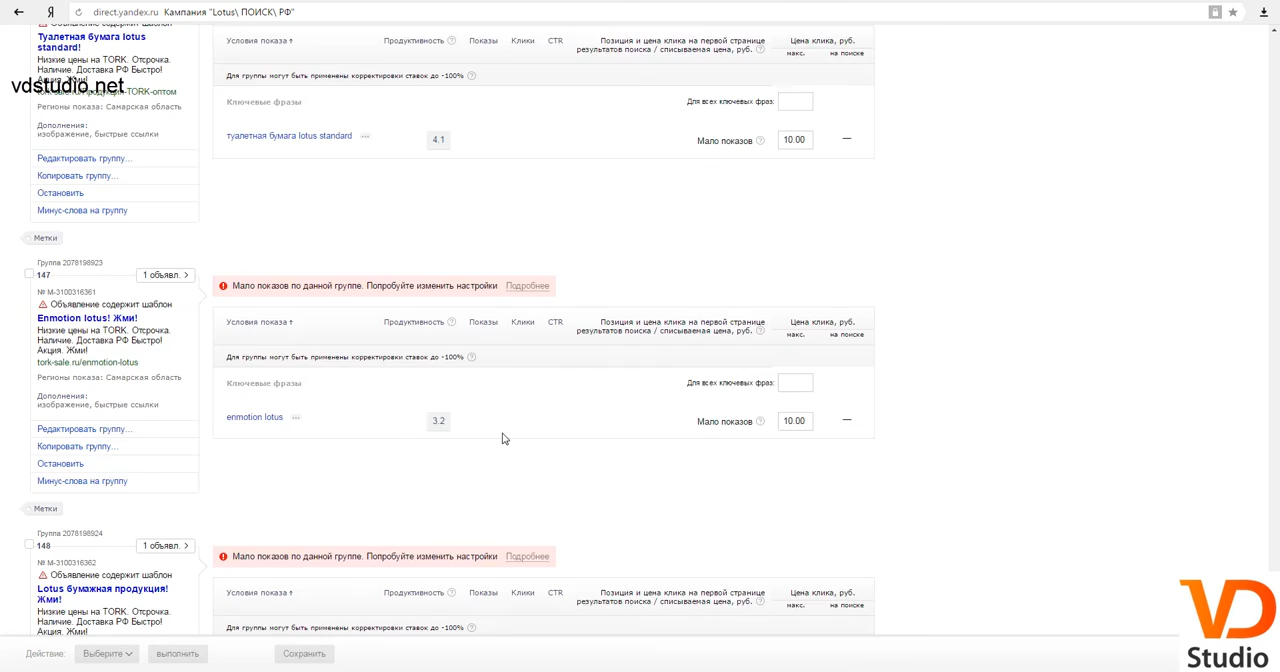 direct.yandex.ru Кампания "Lotus\ ПОИСК\ РФ"
Объявление содержит шаблон
Туалетная бумага lotus
standard!
Низкие цены на TORK. Отсрочка.
Наличие. Доставка РФ Быстро!
Акция. Жми!
vdstudio.net
Регионы показа: Самарская область
Дополнения:
изображение, быстрые ссылки
Редактировать группу...
Копировать группу...
Остановить
Минус-слова на группу
Метки
Условия показа ↑ Продуктивность ? Показы Клики CTR Позиция и цена клика на первой странице
результатов поиска / списываемая цена, руб. ? Цена клика, руб.
макс. на поиске
Для группы могут быть применены корректировки ставок до -100% ?
Ключевые фразы Для всех ключевых фраз:
туалетная бумага lotus standard ... 4.1 Мало показов ? 10.00 —
Группа 2078198923
147 1 объявл. >
№ М-3100316361
Объявление содержит шаблон
Enmotion lotus! Жми!
Низкие цены на TORK. Отсрочка.
Наличие. Доставка РФ Быстро!
Акция. Жми!
tork-sale.ru/enmotion-lotus
Регионы показа: Самарская область
Дополнения:
изображение, быстрые ссылки
Редактировать группу...
Копировать группу...
Остановить
Минус-слова на группу
Метки
Мало показов по данной группе. Попробуйте изменить настройки Подробнее
Условия показа ↑ Продуктивность ? Показы Клики CTR Позиция и цена клика на первой странице
результатов поиска / списываемая цена, руб. ? Цена клика, руб.
макс. на поиске
Для группы могут быть применены корректировки ставок до -100% ?
Ключевые фразы Для всех ключевых фраз:
enmotion lotus ... 3.2 Мало показов ? 10.00 —
Группа 2078198924
148 1 объявл. >
№ М-3100316362
Объявление содержит шаблон
Lotus бумажная продукция!
Жми!
Низкие цены на TORK. Отсрочка.
Наличие. Доставка РФ Быстро!
Акция. Жми!
Мало показов по данной группе. Попробуйте изменить настройки Подробнее
Условия показа ↑ Продуктивность ? Показы Клики CTR Позиция и цена клика на первой странице
результатов поиска / списываемая цена, руб. ? Цена клика, руб.
макс. на поиске
Для группы могут быть применены корректировки ставок до -100% ?
Действие: Выберите выполнить Сохранить
VD
Studio